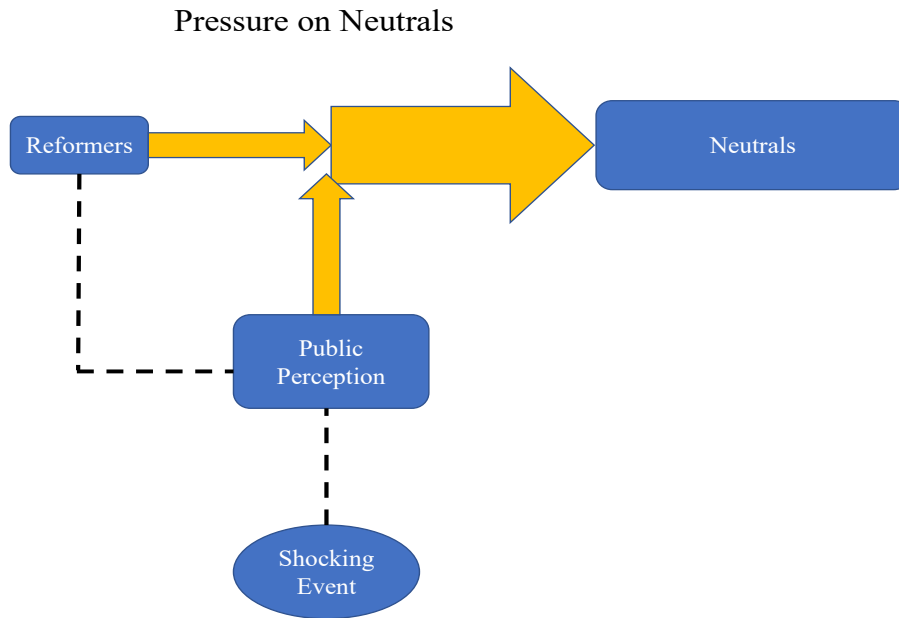 Pressure on Neutrals
Reformers
Neutrals
Public
Perception
Shocking
Event